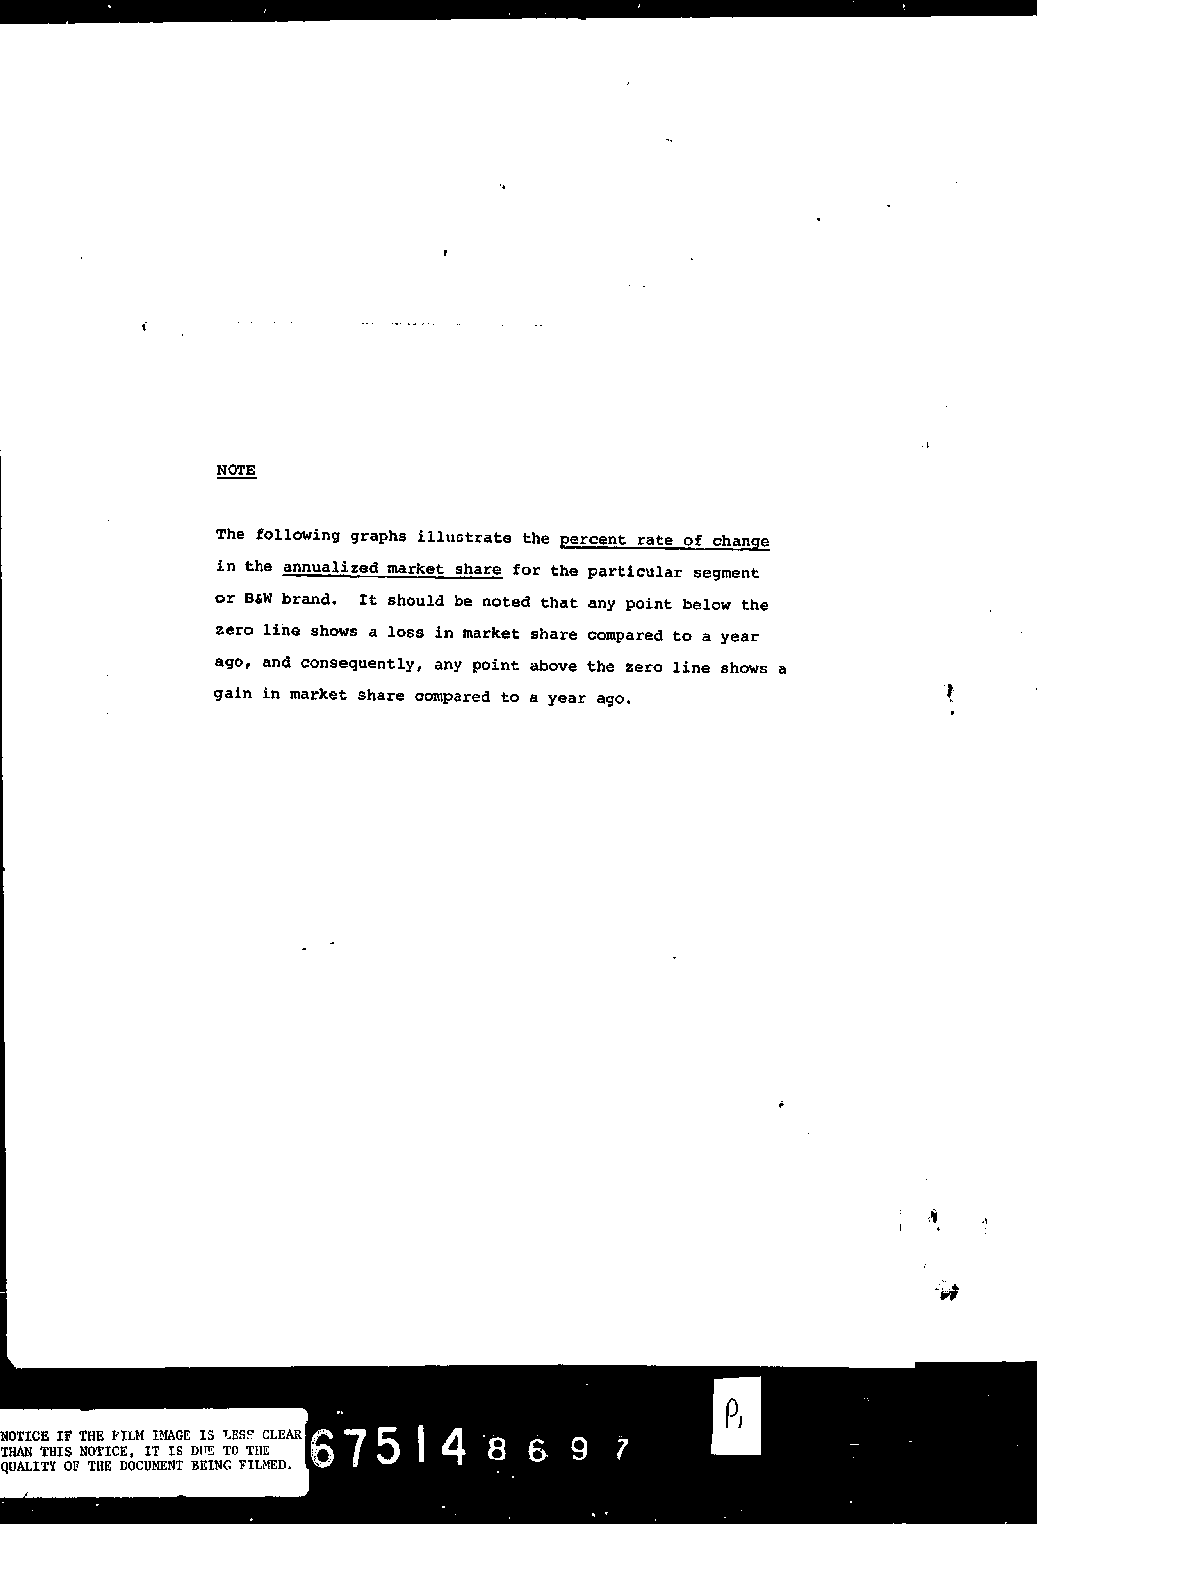 NOTE
The following graphs illustrate the percent rate of change
in the annualized market share for the particular segment
or B&W brand. It should be noted that any point below the
zero line shows a loss in market share compared to a year
ago, and consequently, any point above the zero line shows a
gain in market share compared to a year ago.
P1
NOTICE IF THE FILM IMAGE IS LESS CLEAR
THAN THIS NOTICE, IT IS DUE TO THE
QUALITY OF THE DOCUMENT BEING FILMED.
67514 8697